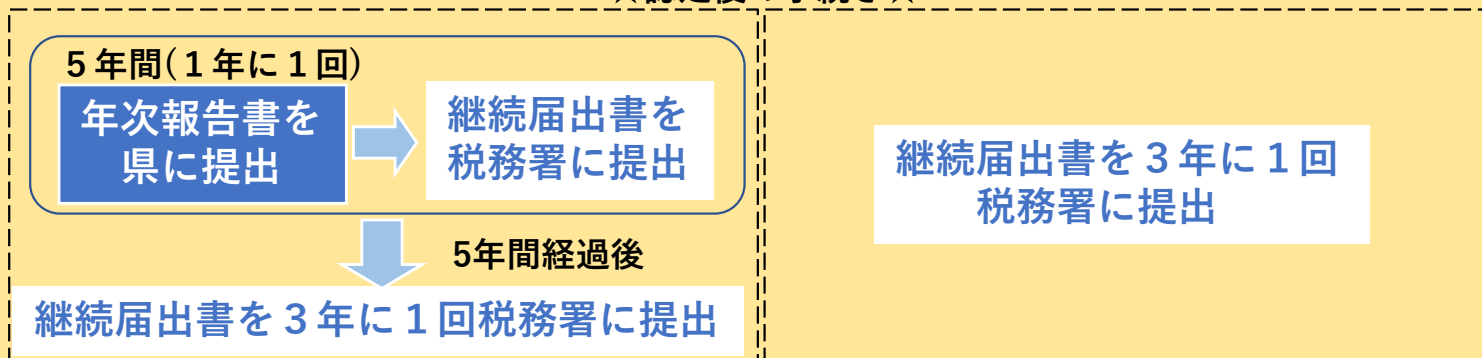 5年間(1年に1回)
年次報告書を
県に提出
継続届出書を
税務署に提出
5年間経過後
継続届出書を3年に1回税務署に提出
継続届出書を3年に1回
税務署に提出